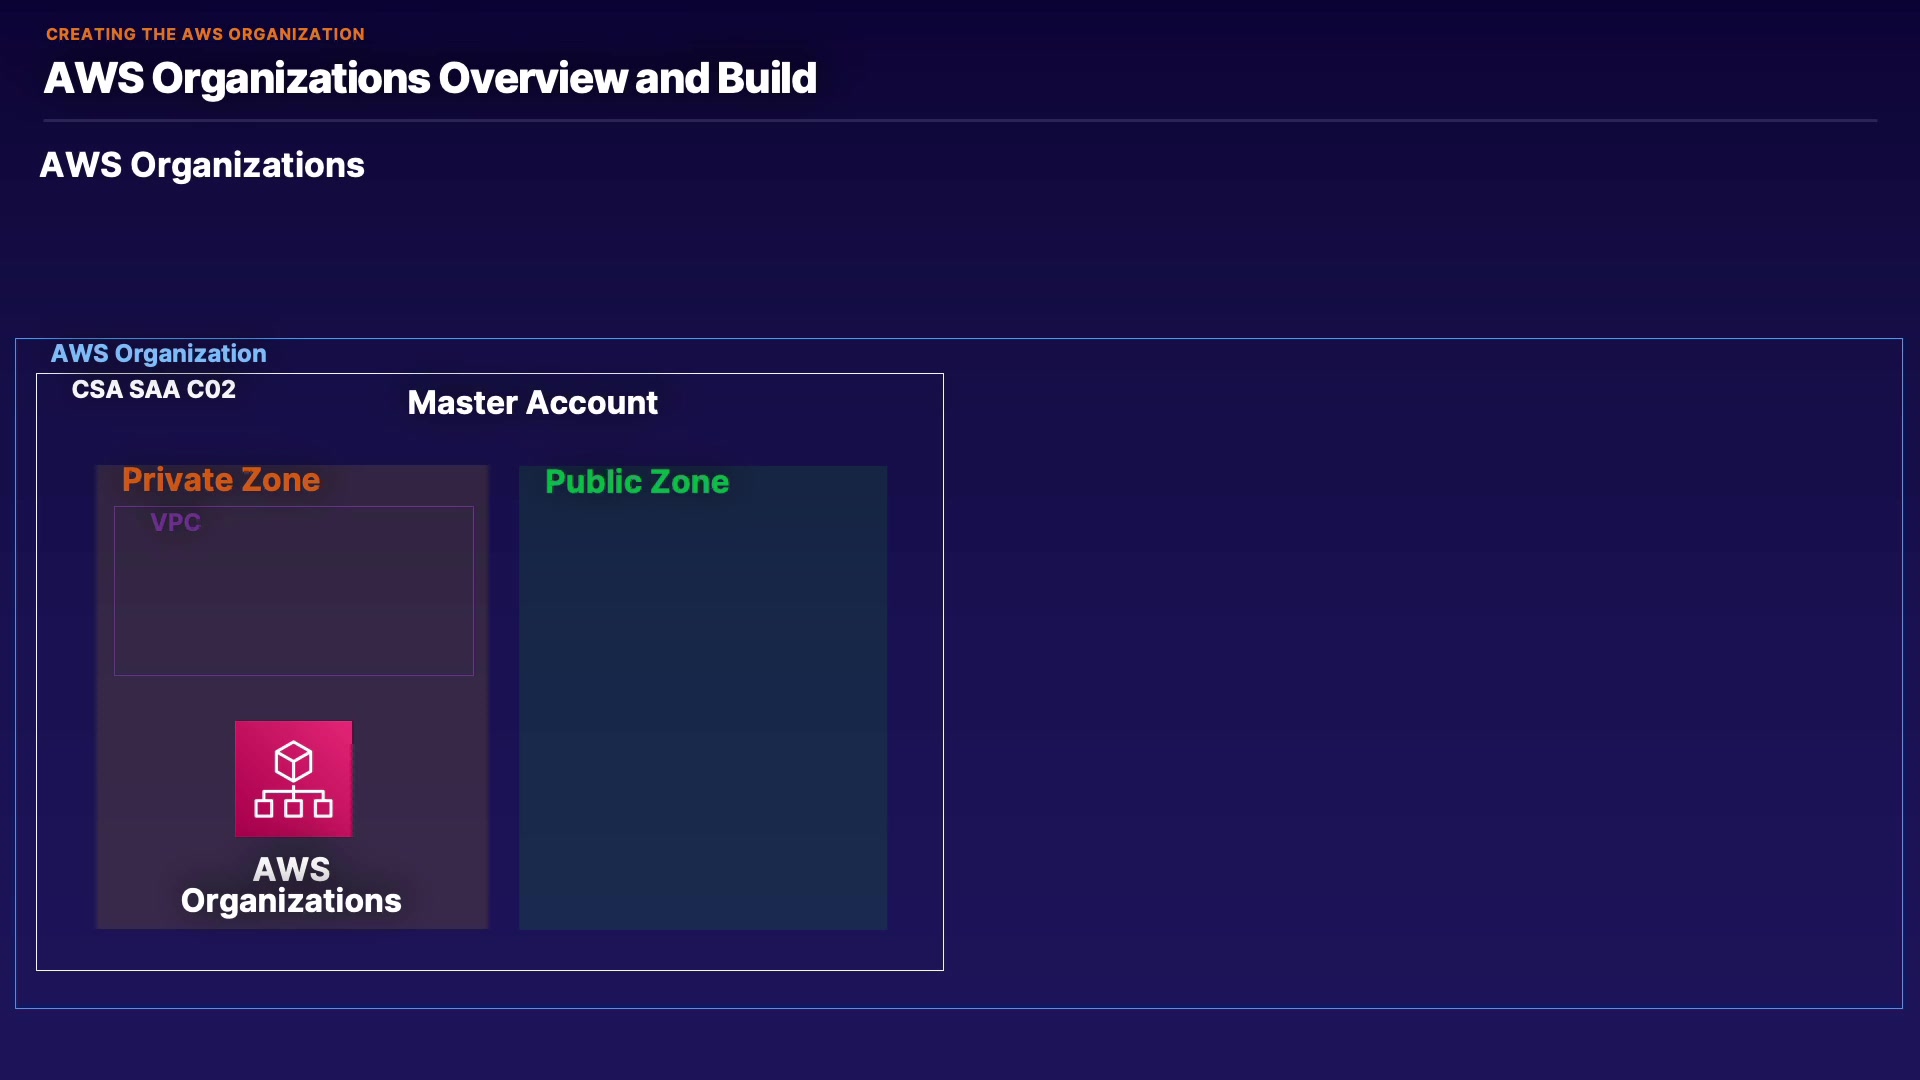 CREATING THE AWS ORGANIZATION
AWS Organizations Overview and Build
AWS Organizations
AWS Organization
CSA SAA C02
Master Account
Private Zone
Public Zone
VPC
AWS
Organizations